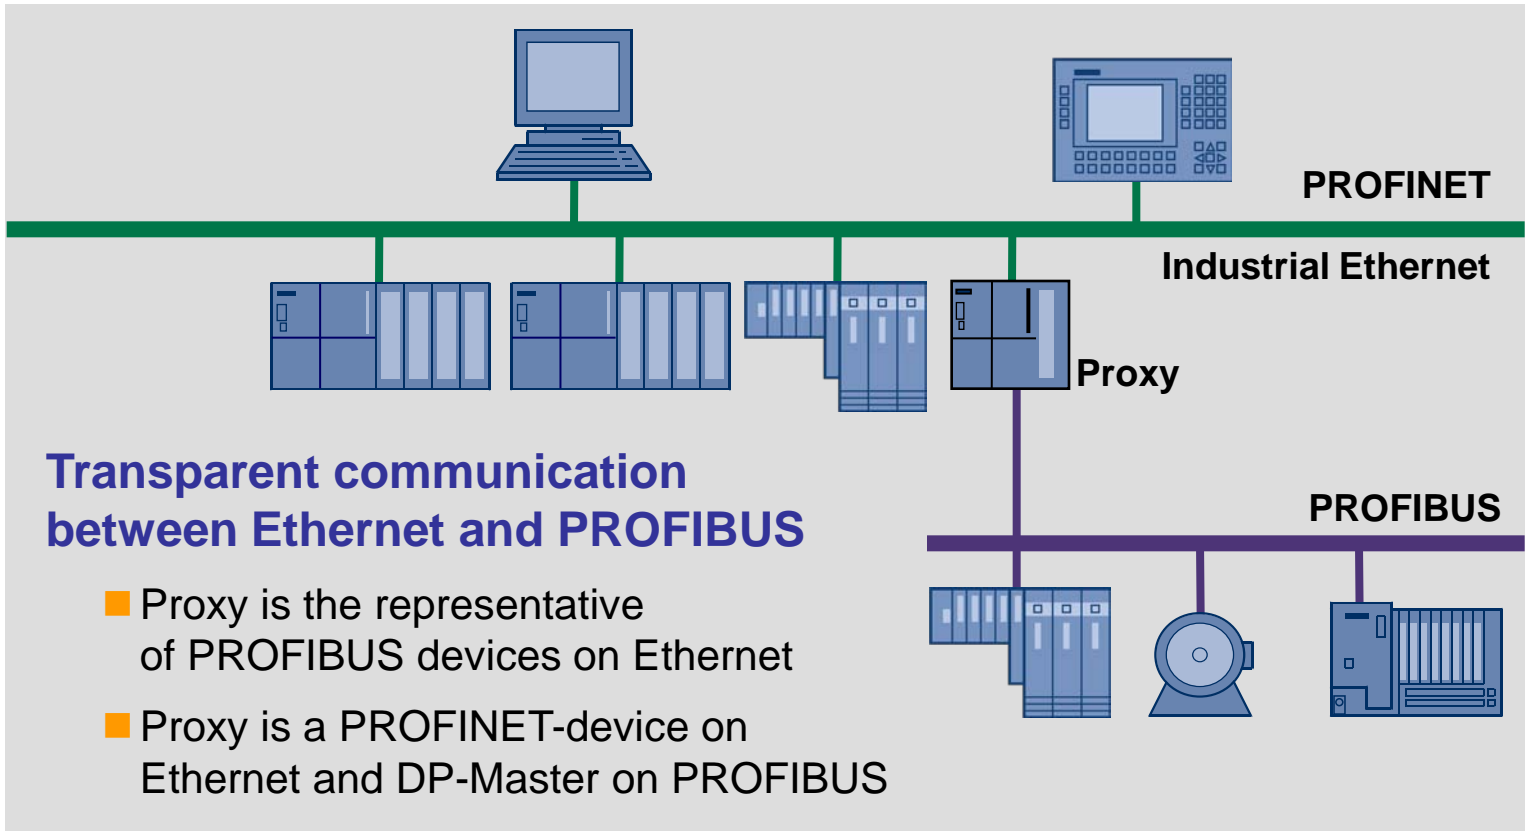 PROFINET
Industrial Ethernet
Proxy
Transparent communication
between Ethernet and PROFIBUS
PROFIBUS
Proxy is the representative
of PROFIBUS devices on Ethernet
Proxy is a PROFINET-device on
Ethernet and DP-Master on PROFIBUS